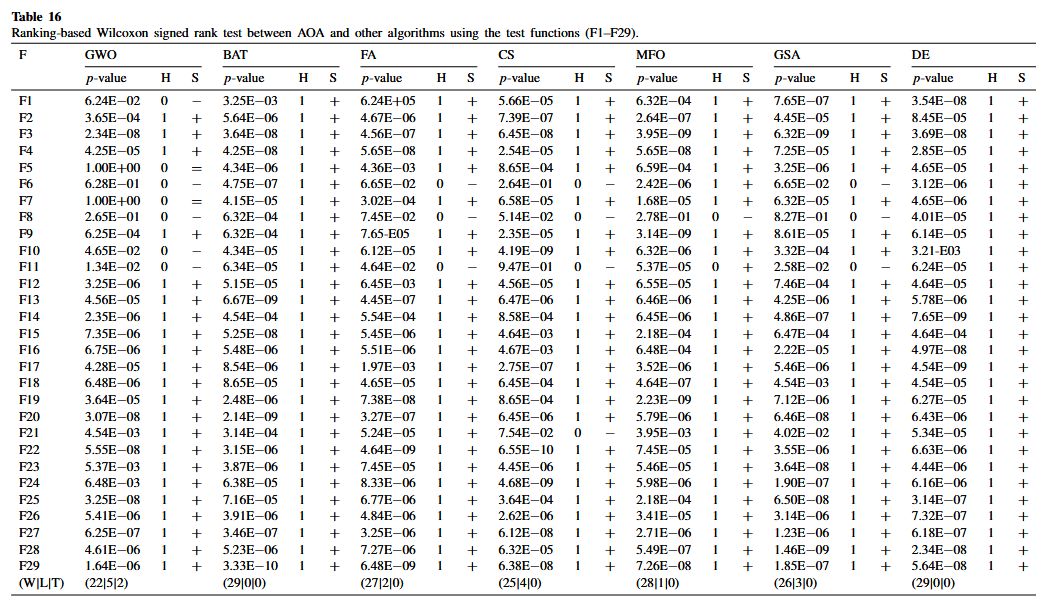 Table 16
Ranking-based Wilcoxon signed rank test between AOA and other algorithms using the test functions (F1–F29).
F GWO BAT FA CS MFO GSA DE
p-value H S p-value H S p-value H S p-value H S p-value H S p-value H S p-value H S
F1 6.24E−02 0 − 3.25E−03 1 + 6.24E+05 1 + 5.66E−05 1 + 6.32E−04 1 + 7.65E−07 1 + 3.54E−08 1 +
F2 3.65E−04 1 + 5.64E−06 1 + 4.67E−06 1 + 7.39E−07 1 + 2.64E−07 1 + 4.45E−05 1 + 8.45E−05 1 +
F3 2.34E−08 1 + 3.64E−08 1 + 4.56E−07 1 + 6.45E−08 1 + 3.95E−09 1 + 6.32E−09 1 + 3.69E−08 1 +
F4 4.25E−05 1 + 4.25E−08 1 + 5.65E−08 1 + 2.54E−05 1 + 5.65E−08 1 + 7.25E−05 1 + 2.85E−05 1 +
F5 1.00E+00 0 = 4.34E−06 1 + 4.36E−03 1 + 8.65E−04 1 + 6.59E−04 1 + 3.25E−06 1 + 4.65E−05 1 +
F6 6.28E−01 0 − 4.75E−07 1 + 6.65E−02 0 − 2.64E−01 0 − 2.42E−06 1 + 6.65E−02 0 − 3.12E−06 1 +
F7 1.00E+00 0 = 4.15E−05 1 + 3.02E−04 1 + 6.58E−05 1 + 1.68E−05 1 + 6.32E−05 1 + 4.65E−06 1 +
F8 2.65E−01 0 − 6.32E−04 1 + 7.45E−02 0 − 5.14E−02 0 − 2.78E−01 0 − 8.27E−01 0 − 4.01E−05 1 +
F9 6.25E−04 1 + 6.32E−04 1 + 7.65-E05 1 + 2.35E−05 1 + 3.14E−09 1 + 8.61E−05 1 + 6.14E−05 1 +
F10 4.65E−02 0 − 4.34E−05 1 + 6.12E−05 1 + 4.19E−09 1 + 6.32E−06 1 + 3.32E−04 1 + 3.21-E03 1 +
F11 1.34E−02 0 − 6.34E−05 1 + 4.64E−02 0 − 9.47E−01 0 − 5.37E−05 0 + 2.58E−02 0 − 6.24E−05 1 +
F12 3.25E−06 1 + 5.15E−05 1 + 6.45E−03 1 + 4.56E−05 1 + 6.55E−05 1 + 7.46E−04 1 + 4.64E−05 1 +
F13 4.56E−05 1 + 6.67E−09 1 + 4.45E−07 1 + 6.47E−06 1 + 6.46E−06 1 + 4.25E−06 1 + 5.78E−06 1 +
F14 2.35E−06 1 + 4.54E−04 1 + 5.54E−04 1 + 8.58E−04 1 + 6.45E−06 1 + 4.86E−07 1 + 7.65E−09 1 +
F15 7.35E−06 1 + 5.25E−08 1 + 5.45E−06 1 + 4.64E−03 1 + 2.18E−04 1 + 6.47E−04 1 + 4.64E−04 1 +
F16 6.75E−06 1 + 5.48E−06 1 + 5.51E−06 1 + 4.67E−03 1 + 6.48E−04 1 + 2.22E−05 1 + 4.97E−08 1 +
F17 4.28E−05 1 + 8.54E−06 1 + 1.97E−03 1 + 2.75E−07 1 + 3.52E−06 1 + 5.46E−06 1 + 4.54E−09 1 +
F18 6.48E−06 1 + 8.65E−05 1 + 4.65E−05 1 + 6.45E−04 1 + 4.64E−07 1 + 4.54E−03 1 + 4.54E−05 1 +
F19 3.64E−05 1 + 2.48E−06 1 + 7.38E−08 1 + 8.65E−04 1 + 2.23E−09 1 + 7.12E−06 1 + 6.27E−05 1 +
F20 3.07E−08 1 + 2.14E−09 1 + 3.27E−07 1 + 6.45E−06 1 + 5.79E−06 1 + 6.46E−08 1 + 6.43E−06 1 +
F21 4.54E−03 1 + 3.14E−04 1 + 5.24E−05 1 + 7.54E−02 0 − 3.95E−03 1 + 4.02E−02 1 + 5.34E−05 1 +
F22 5.55E−08 1 + 3.15E−06 1 + 4.64E−09 1 + 6.55E−10 1 + 7.45E−05 1 + 3.55E−06 1 + 6.63E−06 1 +
F23 5.37E−03 1 + 3.87E−06 1 + 7.45E−05 1 + 4.45E−06 1 + 5.46E−05 1 + 3.64E−08 1 + 4.44E−06 1 +
F24 6.48E−03 1 + 6.38E−05 1 + 8.33E−06 1 + 4.68E−09 1 + 5.98E−06 1 + 1.90E−07 1 + 6.16E−06 1 +
F25 3.25E−08 1 + 7.16E−05 1 + 6.77E−06 1 + 3.64E−04 1 + 2.18E−04 1 + 6.50E−08 1 + 3.14E−07 1 +
F26 5.41E−06 1 + 3.91E−06 1 + 4.84E−06 1 + 2.62E−06 1 + 3.41E−05 1 + 3.14E−06 1 + 7.32E−07 1 +
F27 6.25E−07 1 + 3.46E−07 1 + 3.25E−06 1 + 6.12E−08 1 + 2.71E−06 1 + 1.23E−06 1 + 6.18E−07 1 +
F28 4.61E−06 1 + 5.23E−06 1 + 7.27E−06 1 + 6.32E−05 1 + 5.49E−07 1 + 1.46E−09 1 + 2.34E−08 1 +
F29 1.64E−06 1 + 3.33E−10 1 + 6.48E−09 1 + 6.38E−08 1 + 7.26E−08 1 + 1.85E−07 1 + 5.64E−08 1 +
(W|L|T) (22|5|2) (29|0|0) (27|2|0) (25|4|0) (28|1|0) (26|3|0) (29|0|0)